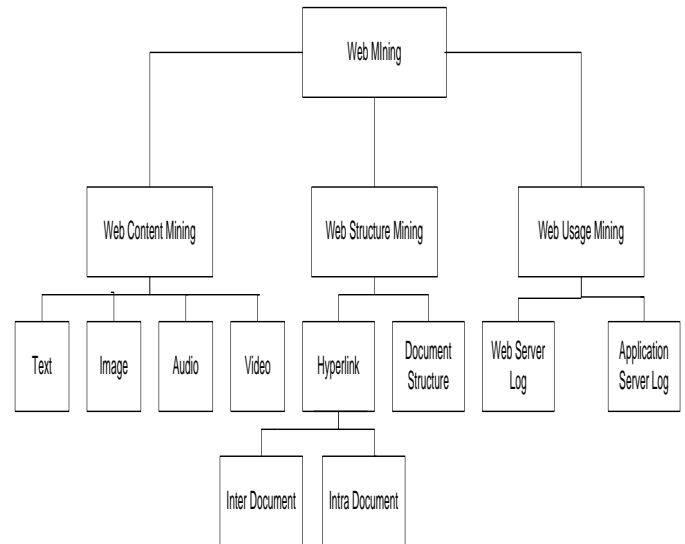 Web MIning
Web Content Mining
Web Structure Mining
Web Usage Mining
Text
Image
Audio
Video
Hyperlink
Document
Structure
Web Server
Log
Application
Server Log
Inter Document
Intra Document